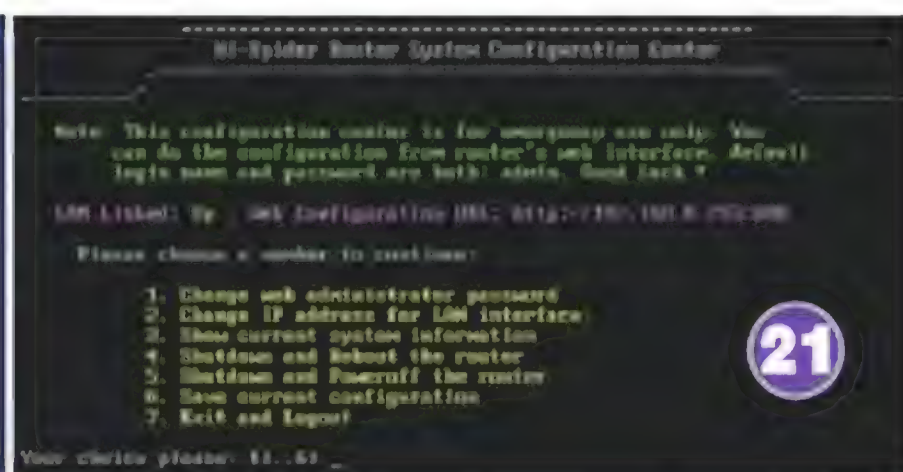 -Spider Router System Configuration Center
Note: This configuration center is for emergency use only. You
can do the configuration from router's web interface, default
login name and password are both: admin. Good luck
LAN Linked: Up Web Configuration URL:
Please choose a number to continue:
1. Change web administrator password
2. Change IP address for LAN interface
3. Show current system information
4. Shutdown and Reboot the router
5. Shutdown and Poweroff the router
6. Save current configuration
7. Exit and Logout
21
Your choice please: